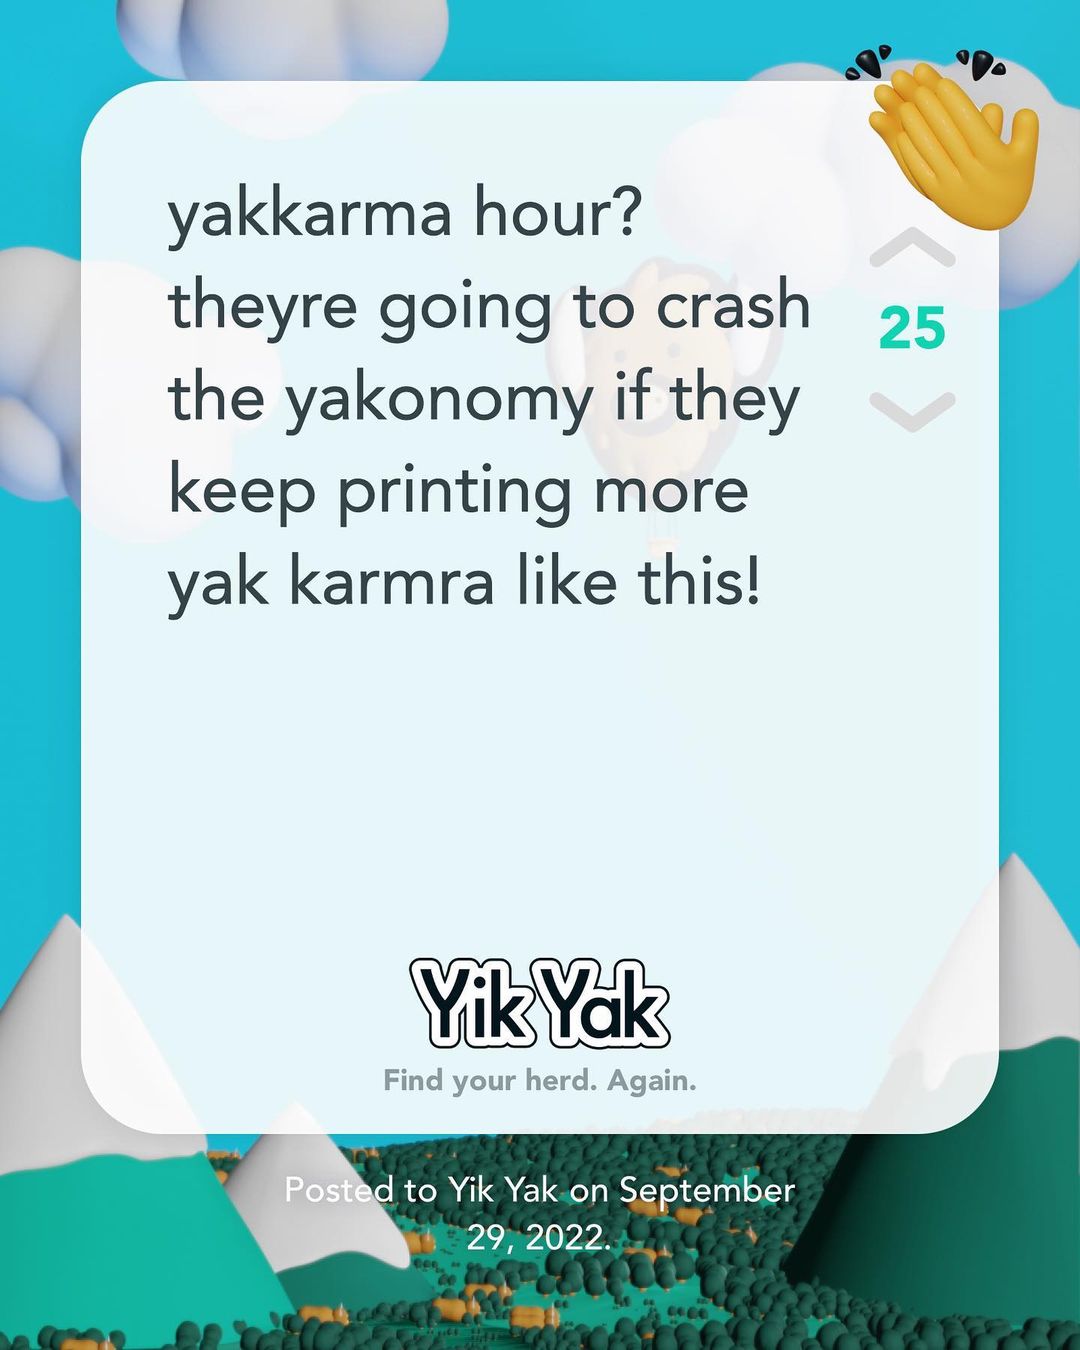 yakkarma hour?
theyre going to crash
the yakonomy if they
keep printing more
yak karmra like this!
25
Yik Yak
Find your herd. Again.
Posted to Yik Yak on September
29, 2022.